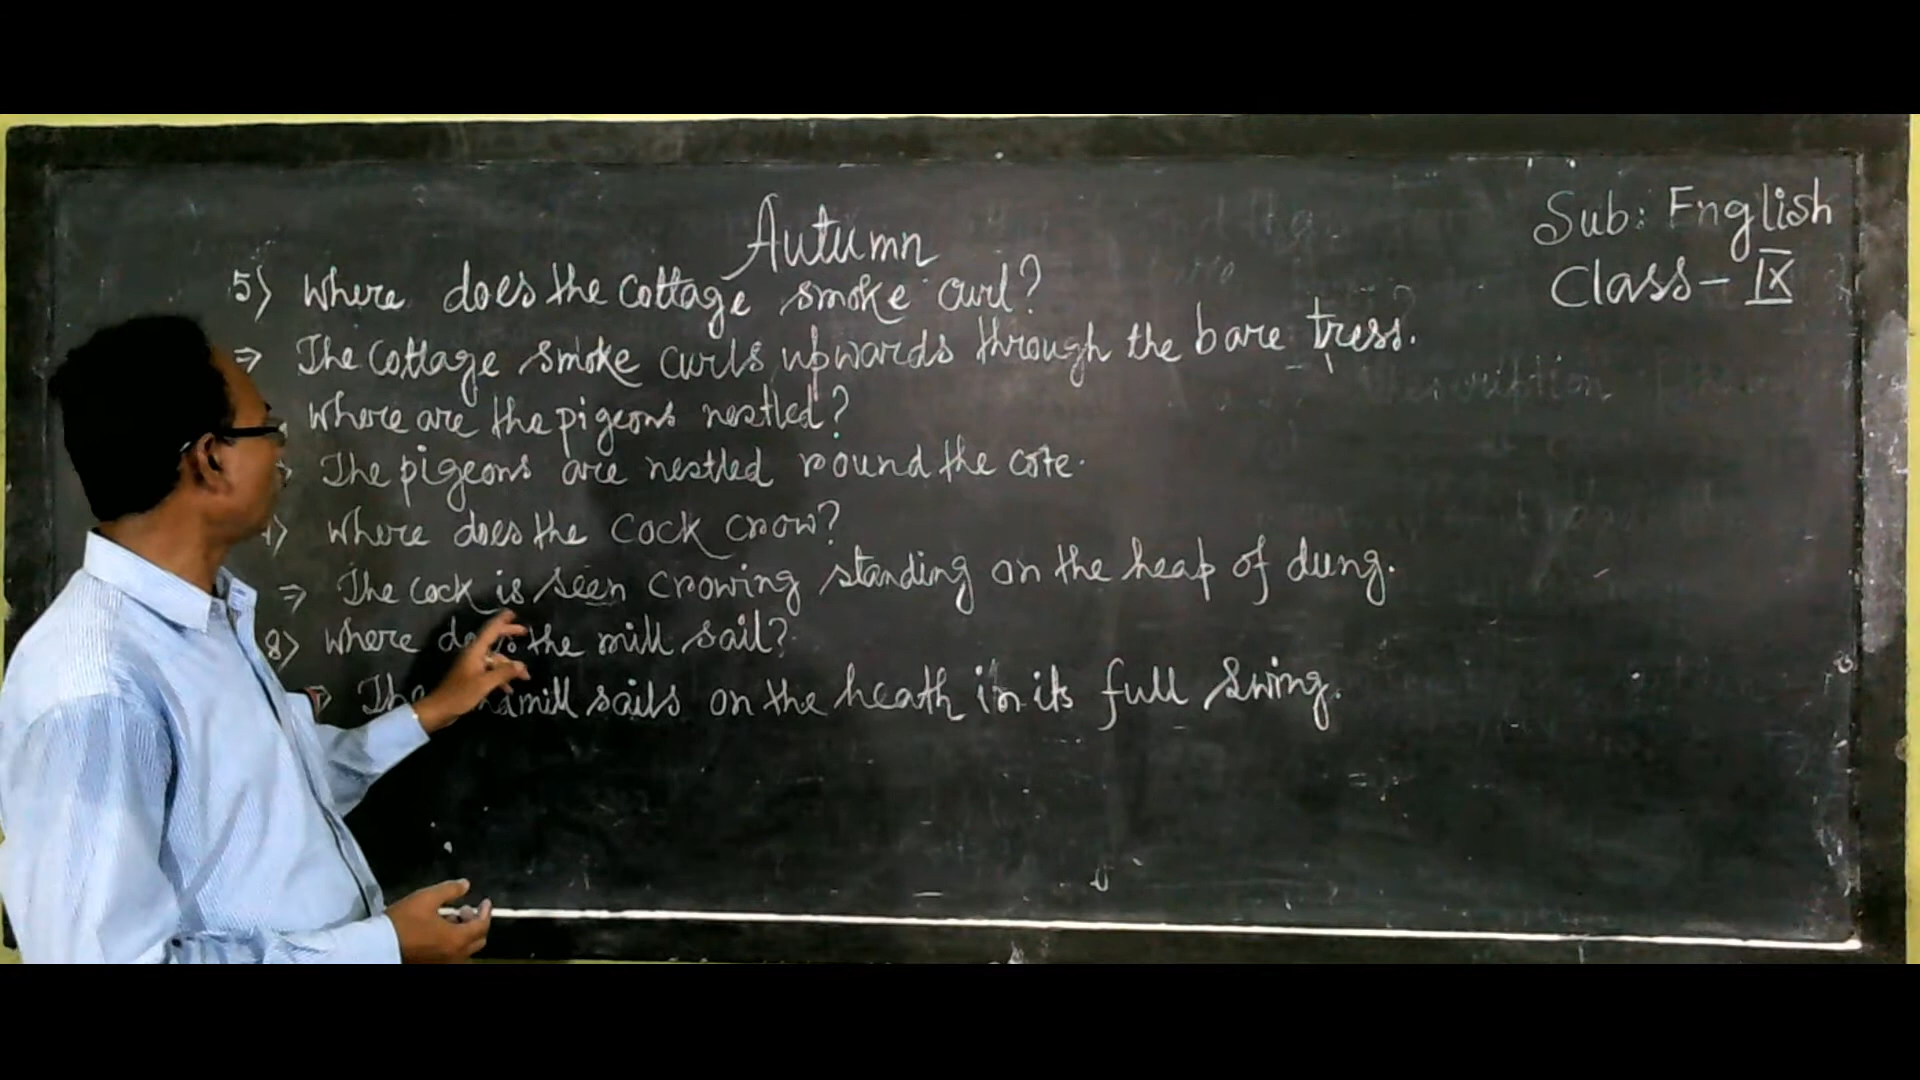 Autumn
Sub: English
Class - IX
5) Where does the cottage smoke curl?
⇒ The cottage smoke curls upwards through the bare tress.
Where are the pigeons nestled?
The pigeons are nestled round the cote.
Where does the cock crow?
⇒ The cock is seen crowing standing on the heap of dung.
8) Where does the mill sail?
sails on the heath in its full swing.